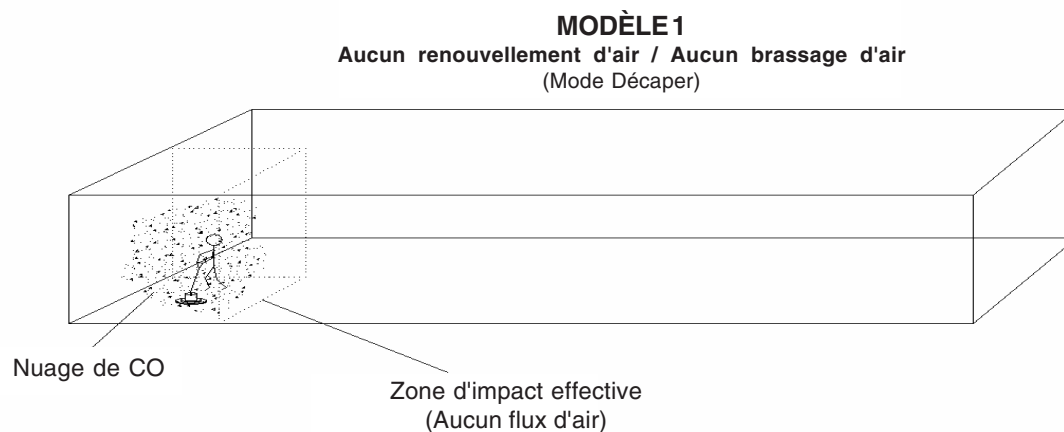 MODÈLE 1
Aucun renouvellement d'air / Aucun brassage d'air
(Mode Décaper)
Nuage de CO
Zone d'impact effective
(Aucun flux d'air)